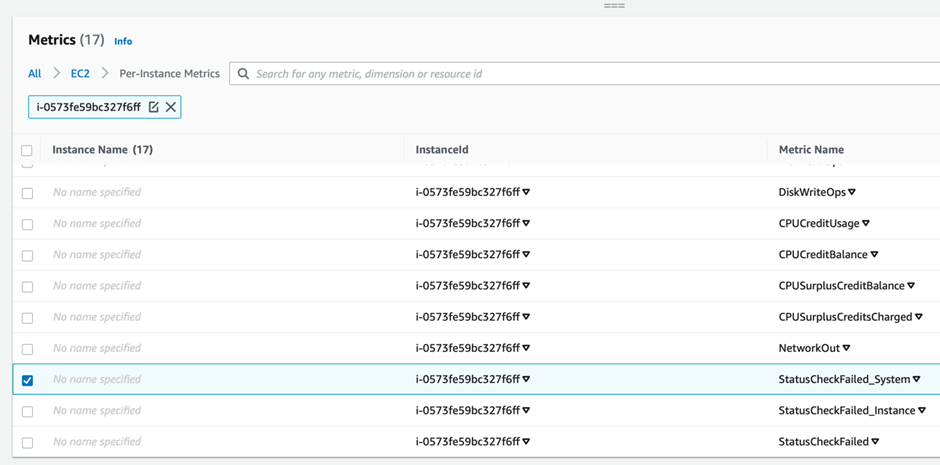 Metrics (17) Info
All > EC2 > Per-Instance Metrics Search for any metric, dimension or resource id
i-0573fe59bc327f6ff
Instance Name (17) InstanceId Metric Name
No name specified i-0573fe59bc327f6ff DiskWriteOps
No name specified i-0573fe59bc327f6ff CPUCreditUsage
No name specified i-0573fe59bc327f6ff CPUCreditBalance
No name specified i-0573fe59bc327f6ff CPUSurplusCreditBalance
No name specified i-0573fe59bc327f6ff CPUSurplusCreditsCharged
No name specified i-0573fe59bc327f6ff NetworkOut
No name specified i-0573fe59bc327f6ff StatusCheckFailed_System
No name specified i-0573fe59bc327f6ff StatusCheckFailed_Instance
No name specified i-0573fe59bc327f6ff StatusCheckFailed